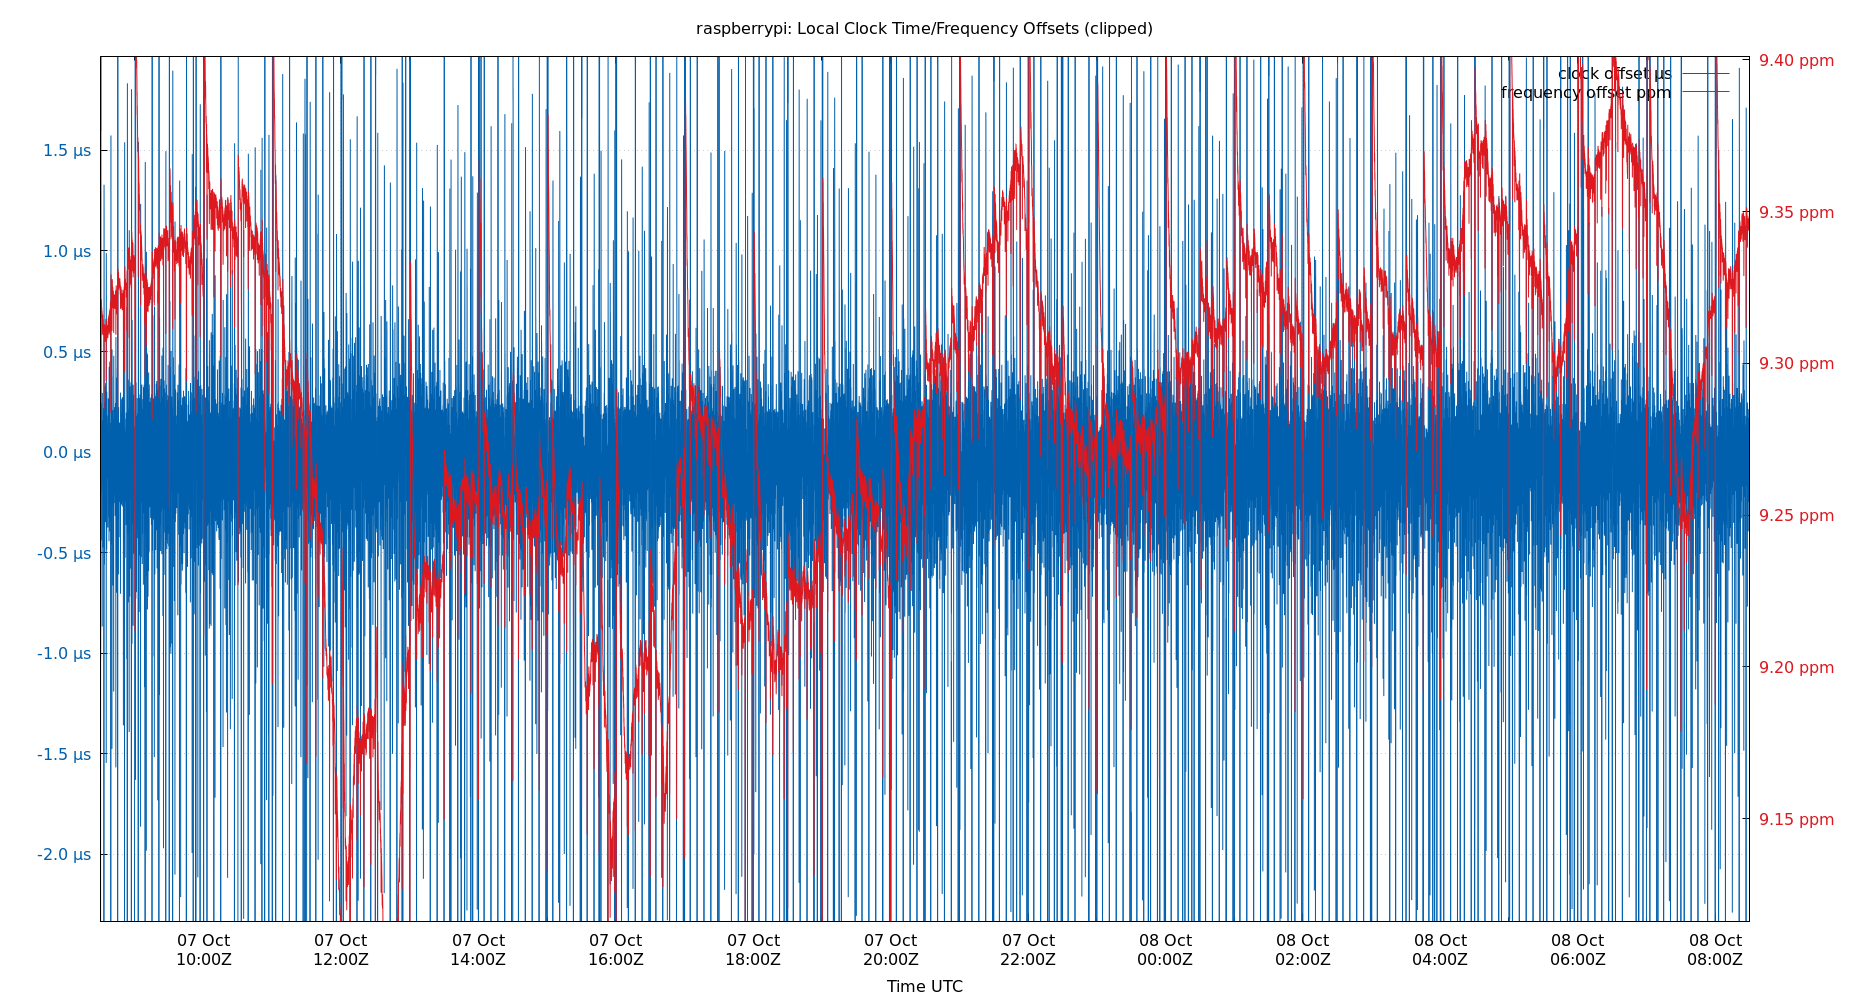 raspberrypi: Local Clock Time/Frequency Offsets (clipped)
9.40 ppm
clock offset µs
frequency offset ppm
1.5 µs
9.35 ppm
1.0 µs
0.5 µs
9.30 ppm
0.0 µs
9.25 ppm
-0.5 µs
-1.0 µs
9.20 ppm
-1.5 µs
9.15 ppm
-2.0 µs
07 Oct 07 Oct 07 Oct 07 Oct 07 Oct 07 Oct 07 Oct 08 Oct 08 Oct 08 Oct 08 Oct 08 Oct
10:00Z 12:00Z 14:00Z 16:00Z 18:00Z 20:00Z 22:00Z 00:00Z 02:00Z 04:00Z 06:00Z 08:00Z
Time UTC